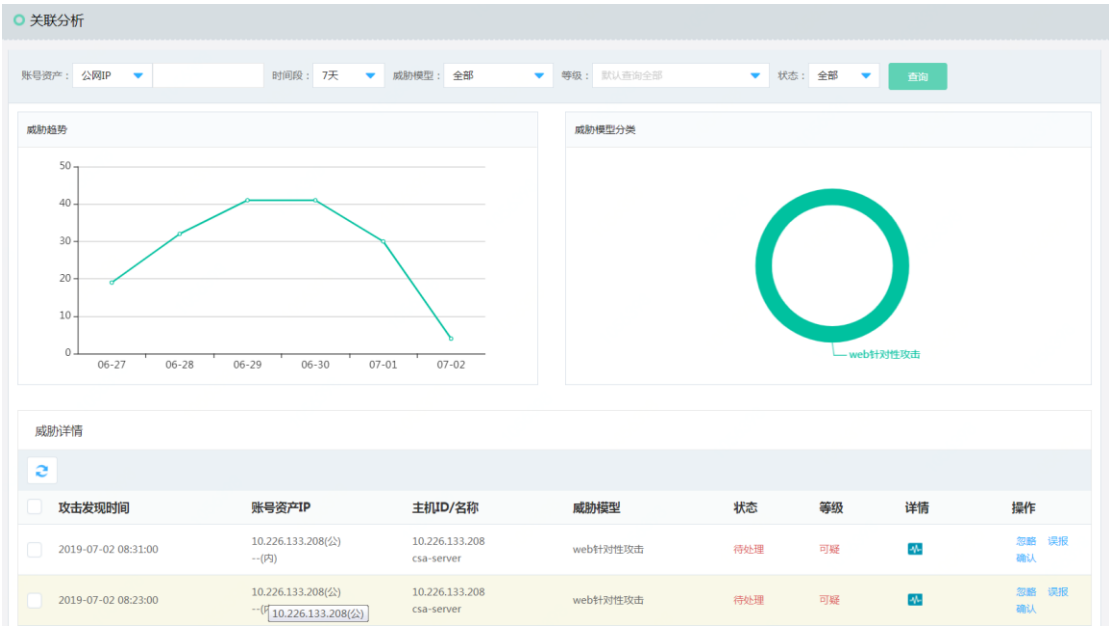 关联分析
账号资产： 公网IP 时间段： 7天 威胁模型： 全部 等级： 默认查询全部 状态： 全部 查询
威胁趋势
50
40
30
20
10
0
06-27 06-28 06-29 06-30 07-01 07-02
威胁模型分类
web针对性攻击
威胁详情
攻击发现时间 账号资产IP 主机ID/名称 威胁模型 状态 等级 详情 操作
2019-07-02 08:31:00 10.226.133.208(公) 10.226.133.208 web针对性攻击 待处理 可疑 忽略 误报
--(内) csa-server 确认
2019-07-02 08:23:00 10.226.133.208(公) 10.226.133.208 web针对性攻击 待处理 可疑 忽略 误报
--(内 10.226.133.208(公) csa-server 确认